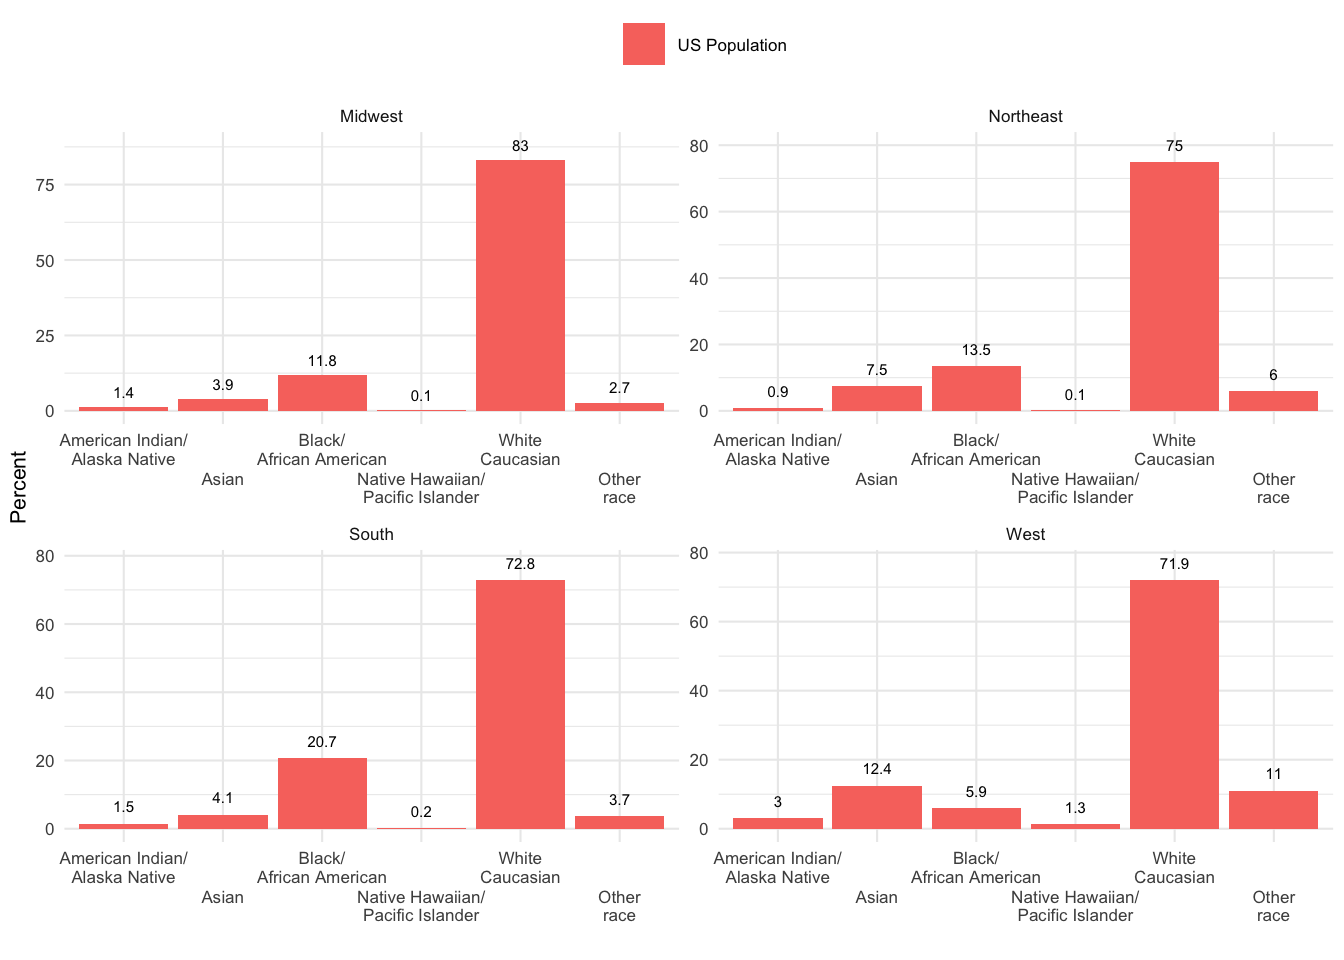 US Population
Percent
Midwest
75
50
25
0
1.4
3.9
11.8
0.1
83
2.7
American Indian/
Alaska Native
Asian
Black/
African American
Native Hawaiian/
Pacific Islander
White
Caucasian
Other
race
Northeast
80
60
40
20
0
0.9
7.5
13.5
0.1
75
6
American Indian/
Alaska Native
Asian
Black/
African American
Native Hawaiian/
Pacific Islander
White
Caucasian
Other
race
South
80
60
40
20
0
1.5
4.1
20.7
0.2
72.8
3.7
American Indian/
Alaska Native
Asian
Black/
African American
Native Hawaiian/
Pacific Islander
White
Caucasian
Other
race
West
80
60
40
20
0
3
12.4
5.9
1.3
71.9
11
American Indian/
Alaska Native
Asian
Black/
African American
Native Hawaiian/
Pacific Islander
White
Caucasian
Other
race